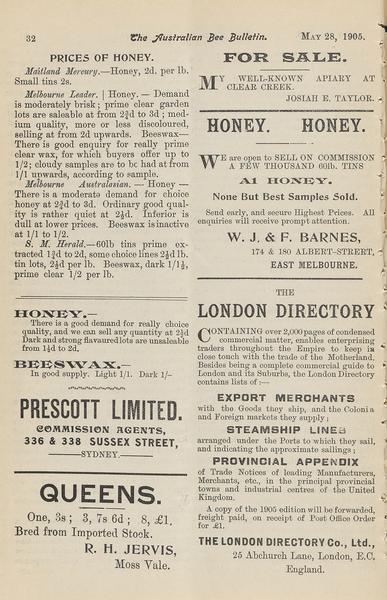 32 The Australian Bee Bulletin. MAY 28, 1905.
PRICES OF HONEY.
Maitland Mercury.—Honey, 2d. per lb.
Small tins 2s.
Melbourne Leader. | Honey. — Demand
is moderately brisk; prime clear garden
lots are saleable at from 2¾d to 3d; med-
ium quality, more or less discoloured,
selling at from 2d upwards. Beeswax—
There is good enquiry for really prime
clear wax, for which buyers offer up to
1/2; cloudy samples are to bc had at from
1/1 upwards, according to sample.
Melbourne Australasian. — Honey —
There is a moderate demand for choice
honey at 2¾d to 3d. Ordinary good qual-
ity is rather quiet at 2½d. Inferior is
dull at lower prices. Beeswax is inactive
at 1/1 to 1/2.
S. M. Herald.—60lb tins prime ex-
tracted 1¾d to 2d, some choice lines 2¼d lb.
tin lots, 2½d per lb. Beeswax, dark 1/1½,
prime clear 1/2 per lb.
HONEY.—
There is a good demand for really choice
quality, and we can sell any quantity at 2½d
Dark and strong flavoured lots are unsaleable
from 1½d to 2d.
BEESWAX.—
In good supply. Light 1/1. Dark 1/-
PRESCOTT LIMITED.
COMMISSION AGENTS,
336 & 338 SUSSEX STREET,
—SYDNEY.—
QUEENS.
One, 3s; 3, 7s 6d; 8, £1.
Bred from Imported Stock.
R. H. JERVIS,
Moss Vale.
FOR SALE.
MY WELL-KNOWN APIARY AT
CLEAR CREEK.
JOSIAH E. TAYLOR.
HONEY. HONEY.
WE are open to SELL ON COMMISSION
A FEW THOUSAND 60lb. TINS
A1 HONEY.
None But Best Samples Sold.
Send early, and secure Highest Prices. All
enquiries will receive prompt attention.
W. J. & F. BARNES,
174 & 180 ALBERT-STREET,
EAST MELBOURNE.
THE
LONDON DIRECTORY
CONTAINING over 2,000 pages of condensed
commercial matter, enables enterprising
traders throughout the Empire to keep in
close touch with the trade of the Motherland.
Besides being a complete commercial guide to
London and its Suburbs, the London Directory
contains lists of:—
EXPORT MERCHANTS
with the Goods they ship, and the Colonia
and Foreign markets they supply;
STEAMSHIP LINES
arranged under the Ports to which they sail,
and indicating the approximate sailings;
PROVINCIAL APPENDIX
of Trade Notices of leading Manufacturers,
Merchants, etc., in the principal provincial
towns and industrial centres of the United
Kingdom.
A copy of the 1905 edition will be forwarded,
freight paid, on receipt of Post Office Order
for £1.
THE LONDON DIRECTORY Co., Ltd.,
25 Abchurch Lane, London, E.C.
England.